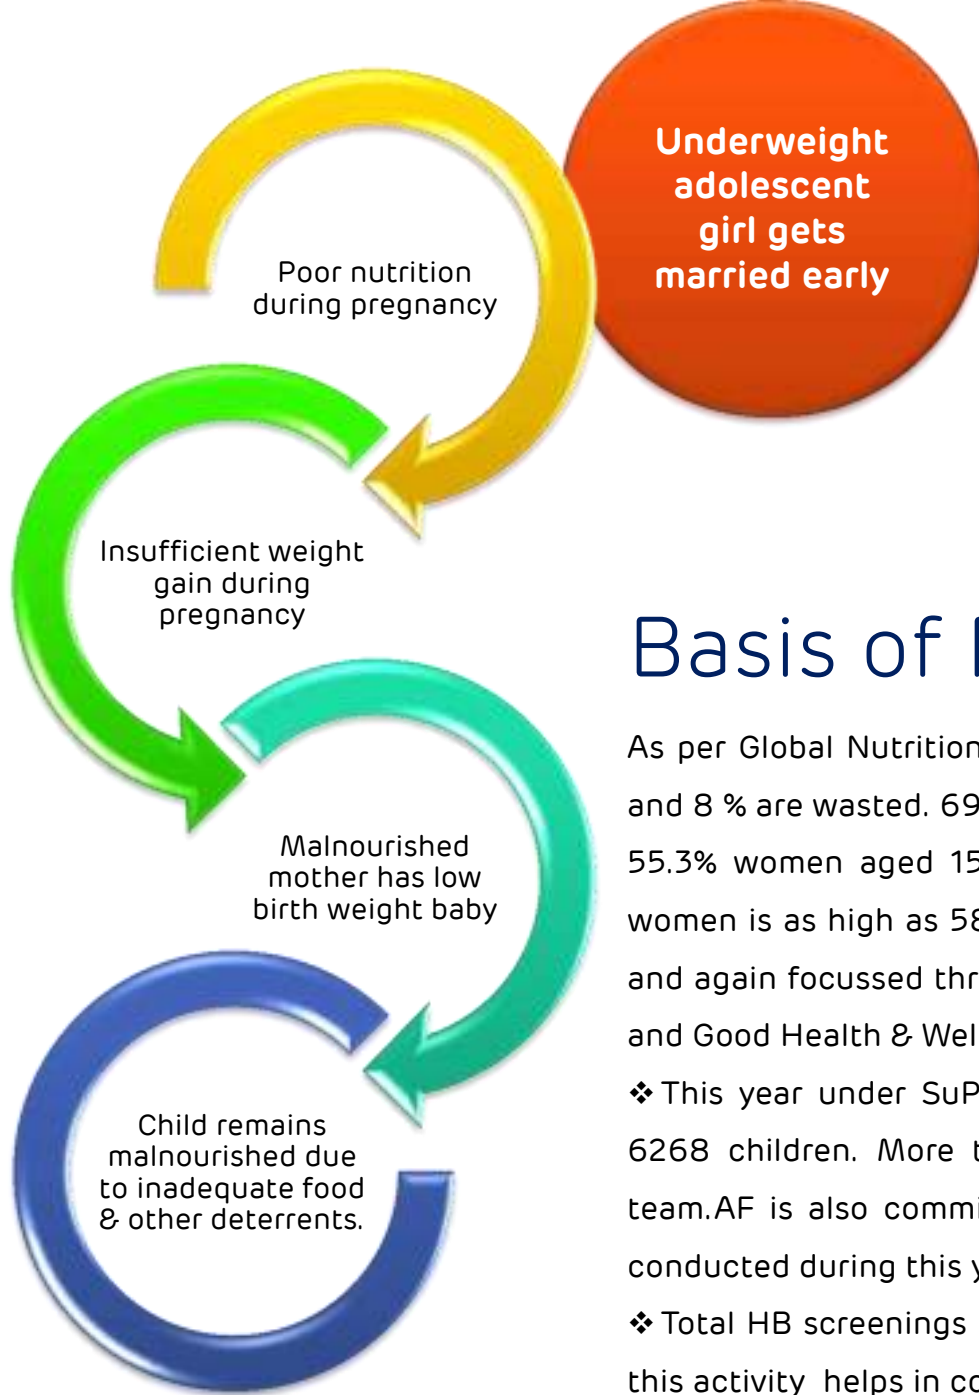 Underweight
adolescent
girl gets
married early
Poor nutrition
during pregnancy
Insufficient weight
gain during
pregnancy
Malnourished
mother has low
birth weight baby
Child remains
malnourished due
to inadequate food
& other deterrents.
Basis of
As per Global Nutrition
and 8 % are wasted. 69
55.3% women aged 15
women is as high as 58
and again focussed thr
and Good Health & Wel
❖ This year under SuP
6268 children. More t
team.AF is also commi
conducted during this y
❖ Total HB screenings
this activity helps in co